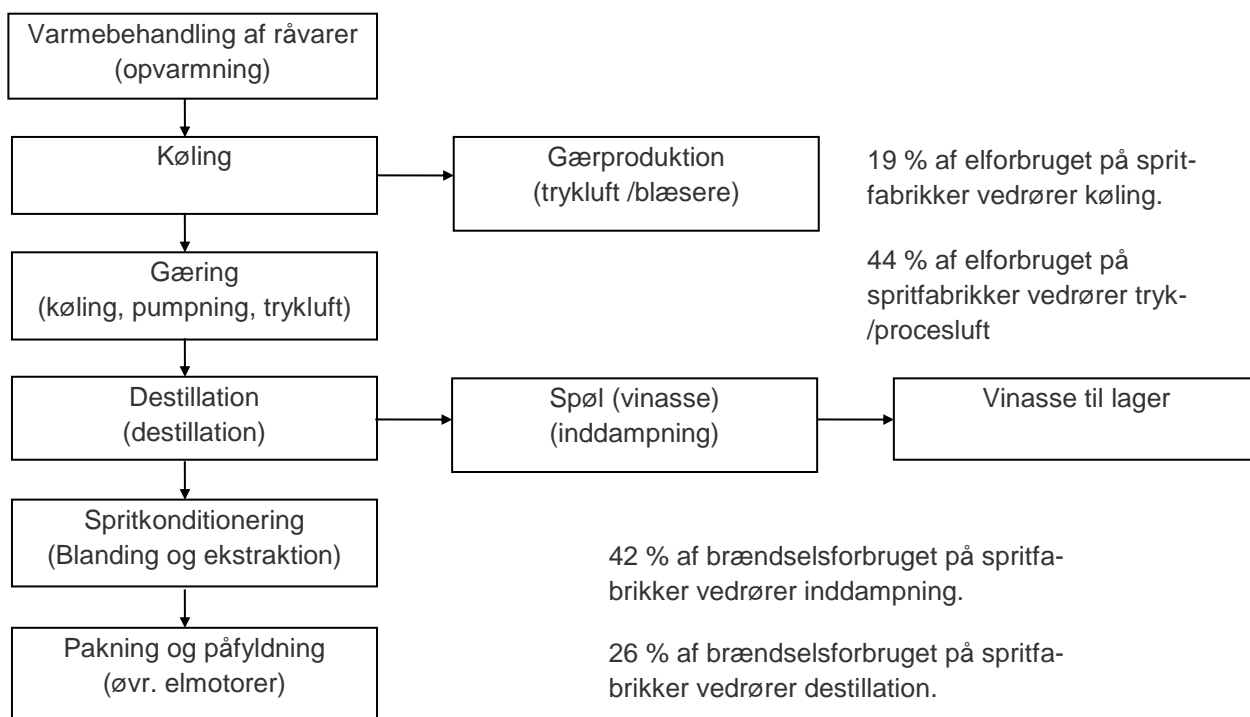 Varmebehandling af råvarer
(opvarmning)
Køling
Gærproduktion
(trykluft /blæsere)
19 % af elforbruget på sprit-
fabrikker vedrører køling.
Gæring
(køling, pumpning, trykluft)
44 % af elforbruget på
spritfabrikker vedrører tryk-
/procesluft
Destillation
(destillation)
Spøl (vinasse)
(inddampning)
Vinasse til lager
Spritkonditionering
(Blanding og ekstraktion)
42 % af brændselsforbruget på spritfa-
brikker vedrører inddampning.
Pakning og påfyldning
(øvr. elmotorer)
26 % af brændselsforbruget på spritfa-
brikker vedrører destillation.